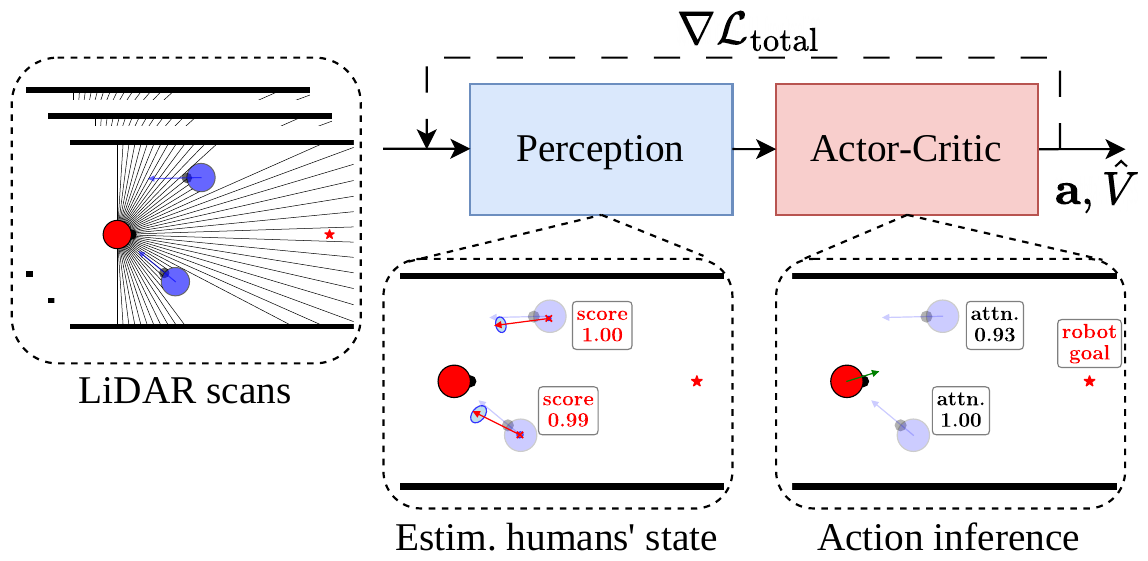 ∇ℒ_total
Perception
Actor-Critic
a, V̂
LiDAR scans
score
1.00
score
0.99
Estim. humans' state
attn.
0.93
robot
goal
attn.
1.00
Action inference